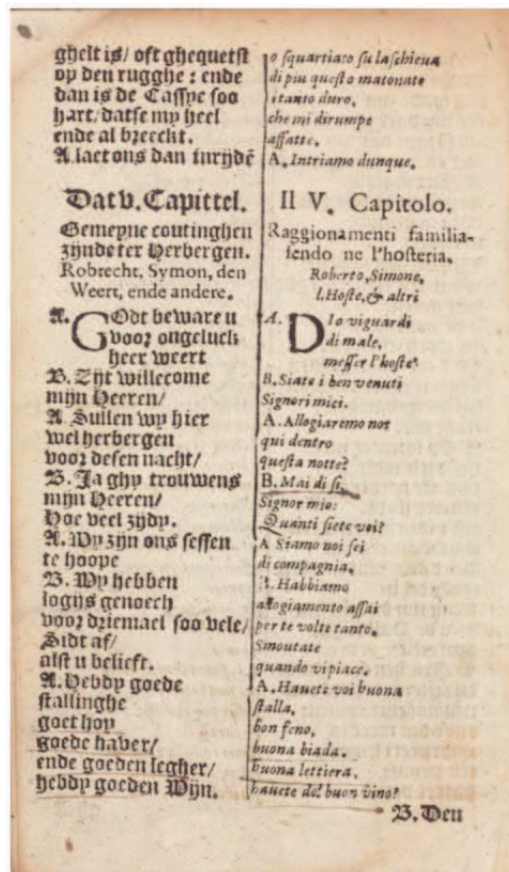 ghelt is/ oft ghequetst
op den rugghe : ende
dan is de Cassye soo
hart/ datse my heel
ende al breeckt.
A. laet ons dan inrydē
Dat v. Capittel.
Gemeyne coutinghen
zijnde ter Herbergen.
Robrecht, Symon, den
Weert, ende andere.
A. GOdt beware u
voor ongeluck
heer weert
B. Zijt willecome
mijn Heeren/
A Sullen wy hier
wel herbergen
voor desen nacht/
B. Ja ghy trouwens
mijn Heeren/
Hoe veel zijdy.
A. Wy zijn ons sessen
te hoope
B. Wy hebben
logijs genoech
voor driemael soo vele/
Sidt af/
alst u belieft.
A. Hebdy goede
stallinghe
goet hoy
goede haver/
ende goeden legher/
hebdy goeden Wijn.
o squartiato su la schiena
di piu questo matonate
è tanto duro,
che mi dirumpe
affatte.
A. Intriamo dunque.
Il V. Capitolo.
Raggionamenti familia-
sendo ne l'hosteria.
Roberto, Simone,
l'Hoste, & altri
A. DIo vi guardi
di male,
messer l'hoste
B. Siate i ben venuti
Signori miei.
A. Allogiaremo noi
qui dentro
questa notte?
B. Mai di si,
Signor mio:
Quanti siete voi?
A Siamo noi sei
di compagnia.
Habbiamo
allogiamento assai
per te volte tanto.
Smoutate
quando vi piace.
A. Hauete voi buona
stalla,
bon feno,
buona biada.
buona lettiera,
hauete del buon vino?
B. Den